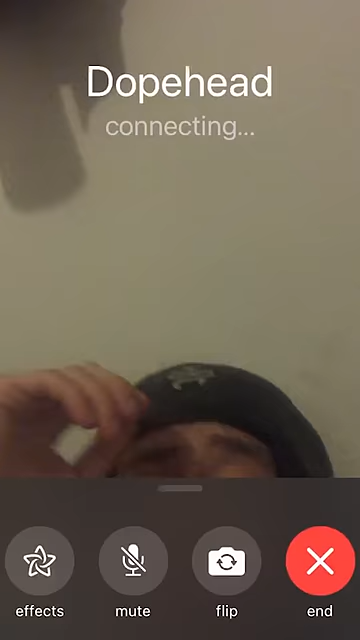 Dopehead
connecting...
effects
mute
flip
end